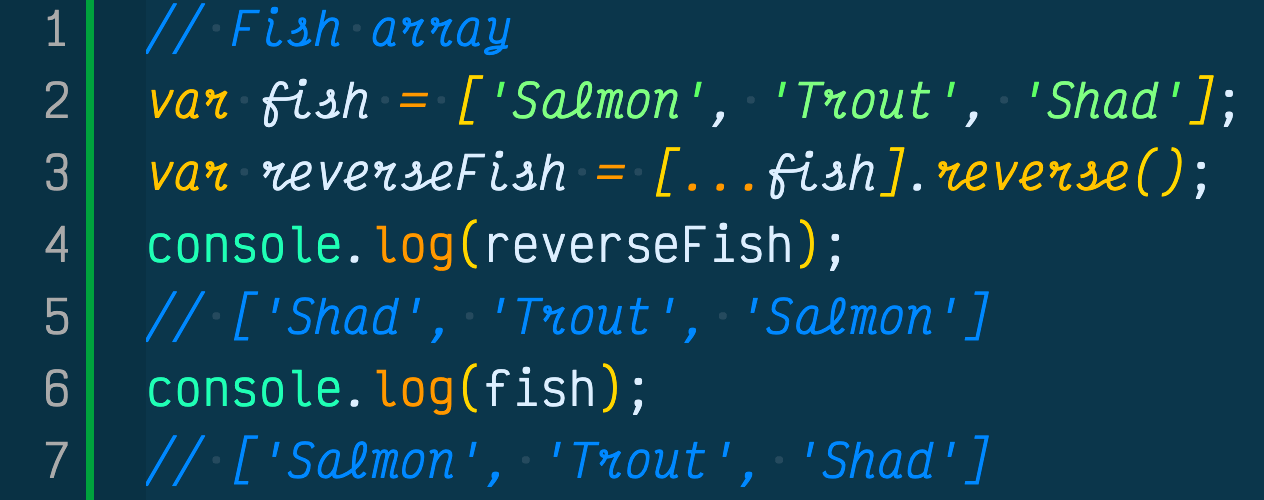 1 // Fish array
2 var fish = ['Salmon', 'Trout', 'Shad'];
3 var reverseFish = [...fish].reverse();
4 console.log(reverseFish);
5 // ['Shad', 'Trout', 'Salmon']
6 console.log(fish);
7 // ['Salmon', 'Trout', 'Shad']